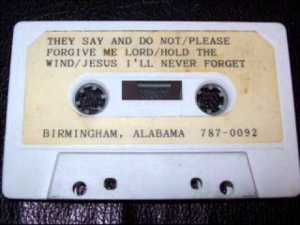 THEY SAY AND DO NOT/PLEASE
FORGIVE ME LORD/HOLD THE
WIND/JESUS I'LL NEVER FORGET
BIRMINGHAM, ALABAMA 787-0092